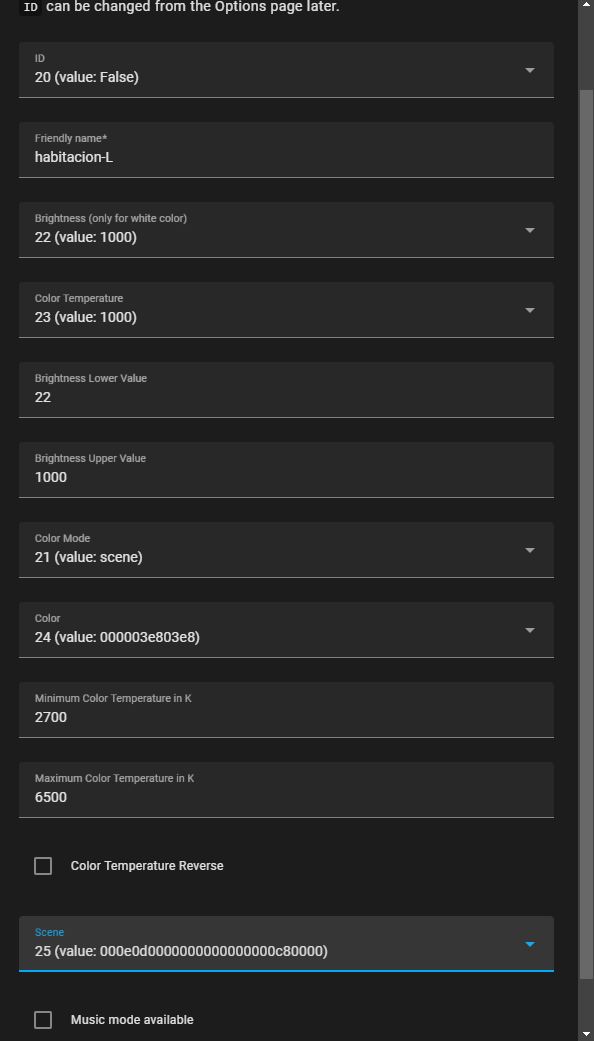 ID can be changed from the Options page later.
ID
20 (value: False)
Friendly name*
habitacion-L
Brightness (only for white color)
22 (value: 1000)
Color Temperature
23 (value: 1000)
Brightness Lower Value
22
Brightness Upper Value
1000
Color Mode
21 (value: scene)
Color
24 (value: 000003e803e8)
Minimum Color Temperature in K
2700
Maximum Color Temperature in K
6500
Color Temperature Reverse
Scene
25 (value: 000e0d0000000000000000c80000)
Music mode available